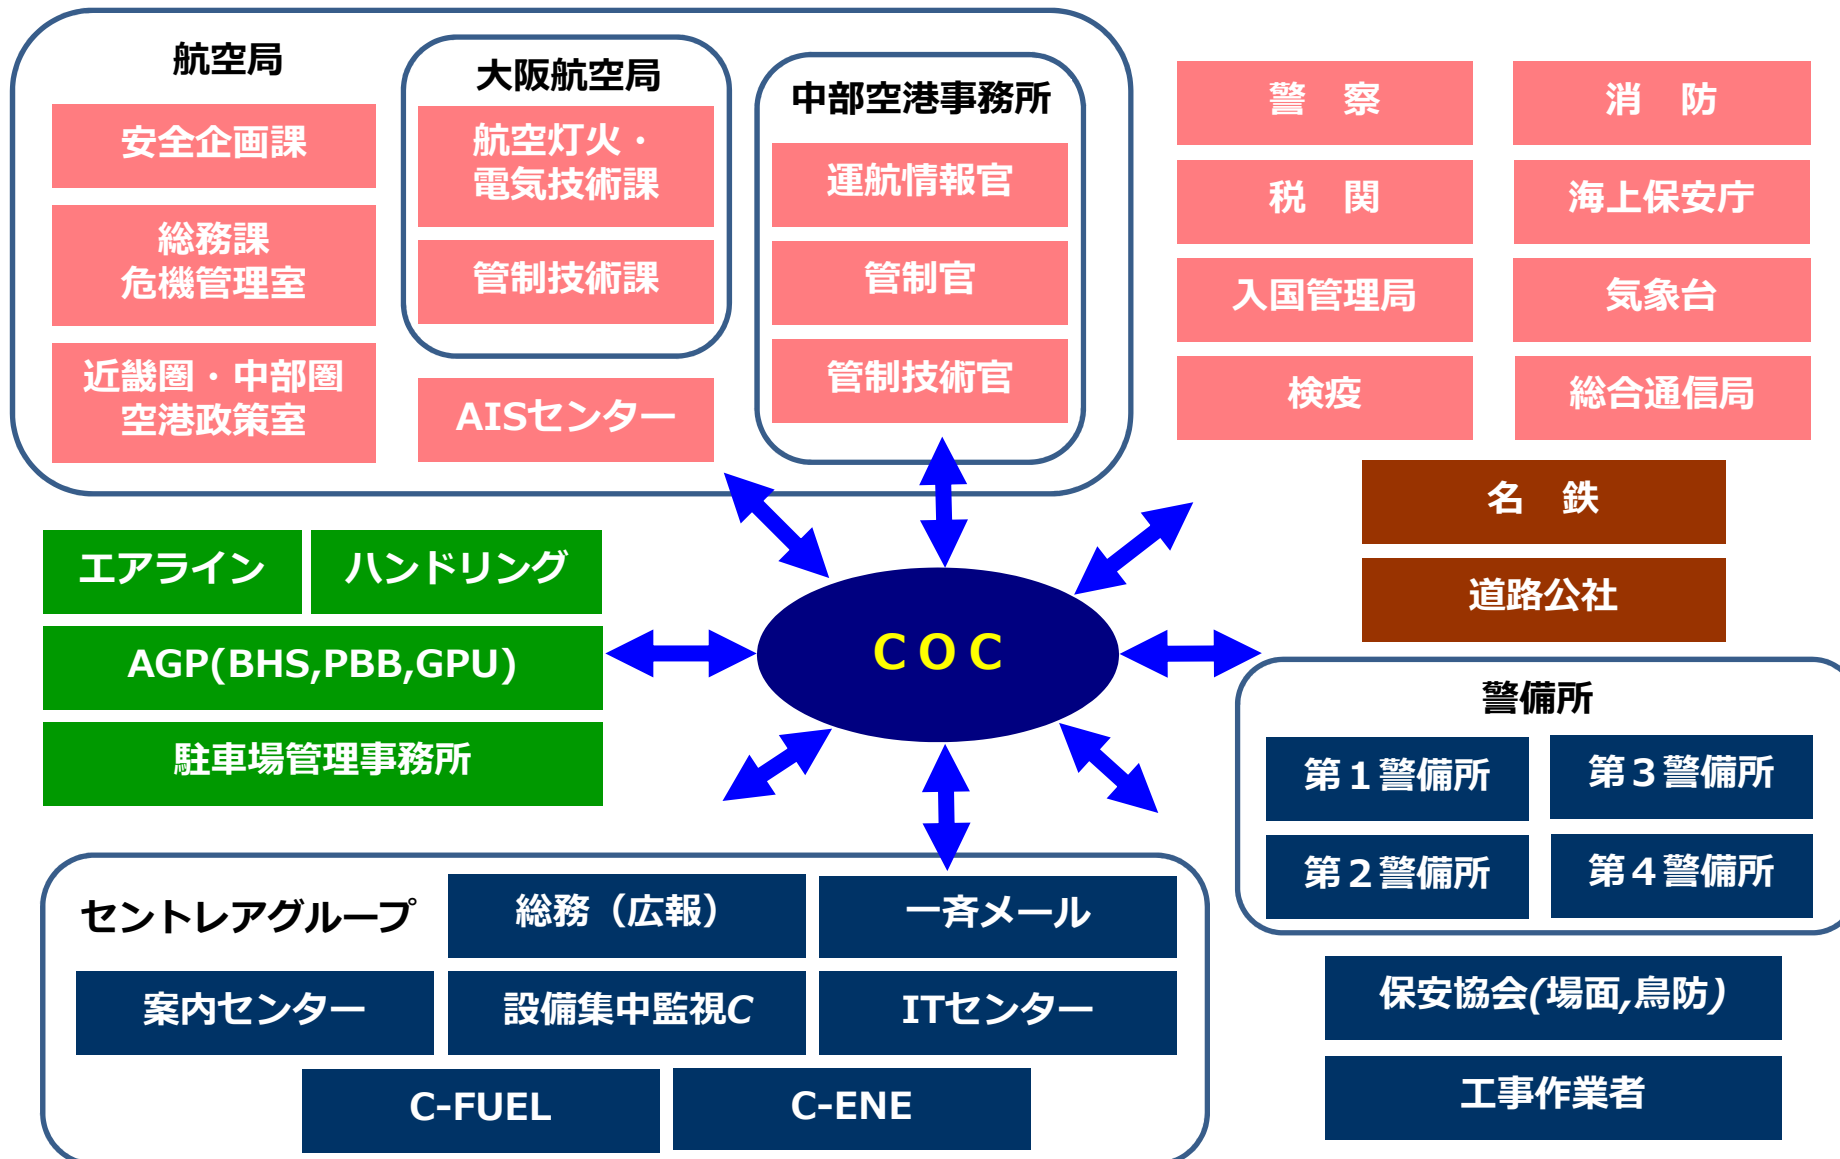 航空局
安全企画課
総務課
危機管理室
近畿圏・中部圏
空港政策室
大阪航空局
航空灯火・
電気技術課
管制技術課
AISセンター
中部空港事務所
運航情報官
管制官
管制技術官
警　察
消　防
税　関
海上保安庁
入国管理局
気象台
検疫
総合通信局
名　鉄
道路公社
エアライン
ハンドリング
AGP(BHS,PBB,GPU)
駐車場管理事務所
ＣＯＣ
警備所
第１警備所
第３警備所
第２警備所
第４警備所
セントレアグループ
総務（広報）
一斉メール
案内センター
設備集中監視C
ITセンター
C-FUEL
C-ENE
保安協会(場面,鳥防)
工事作業者